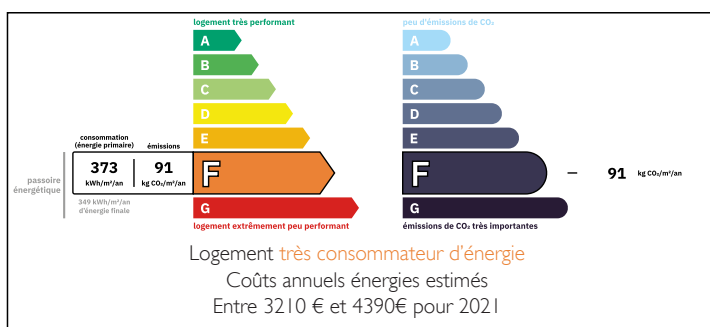 logement très performant
A
B
C
D
E
F
G
logement extrêmement peu performant
consommation
(énergie primaire)
émissions
373
kWh/m²/an
91
kg CO₂/m²/an
passoire
énergétique
349 kWh/m²/an
d'énergie finale
peu d'émissions de CO₂
A
B
C
D
E
F
G
91 kg CO₂/m²/an
émissions de CO₂ très importantes
Logement très consommateur d'énergie
Coûts annuels énergies estimés
Entre 3210 € et 4390€ pour 2021